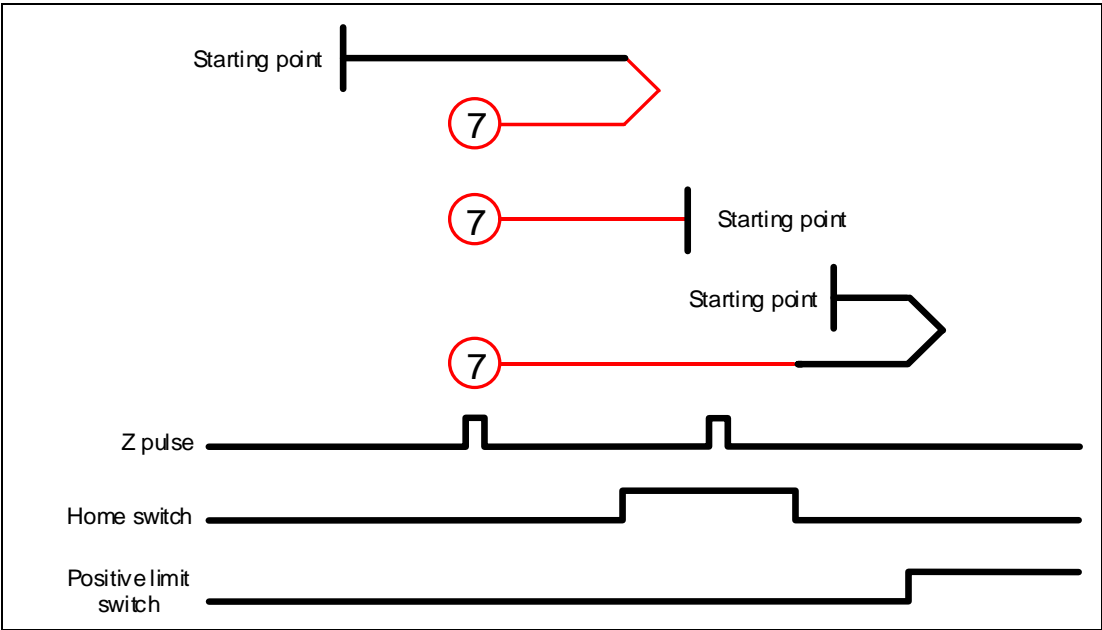 Starting point
7
7
Starting point
Starting point
7
Z pulse
Home switch
Positive limit
switch